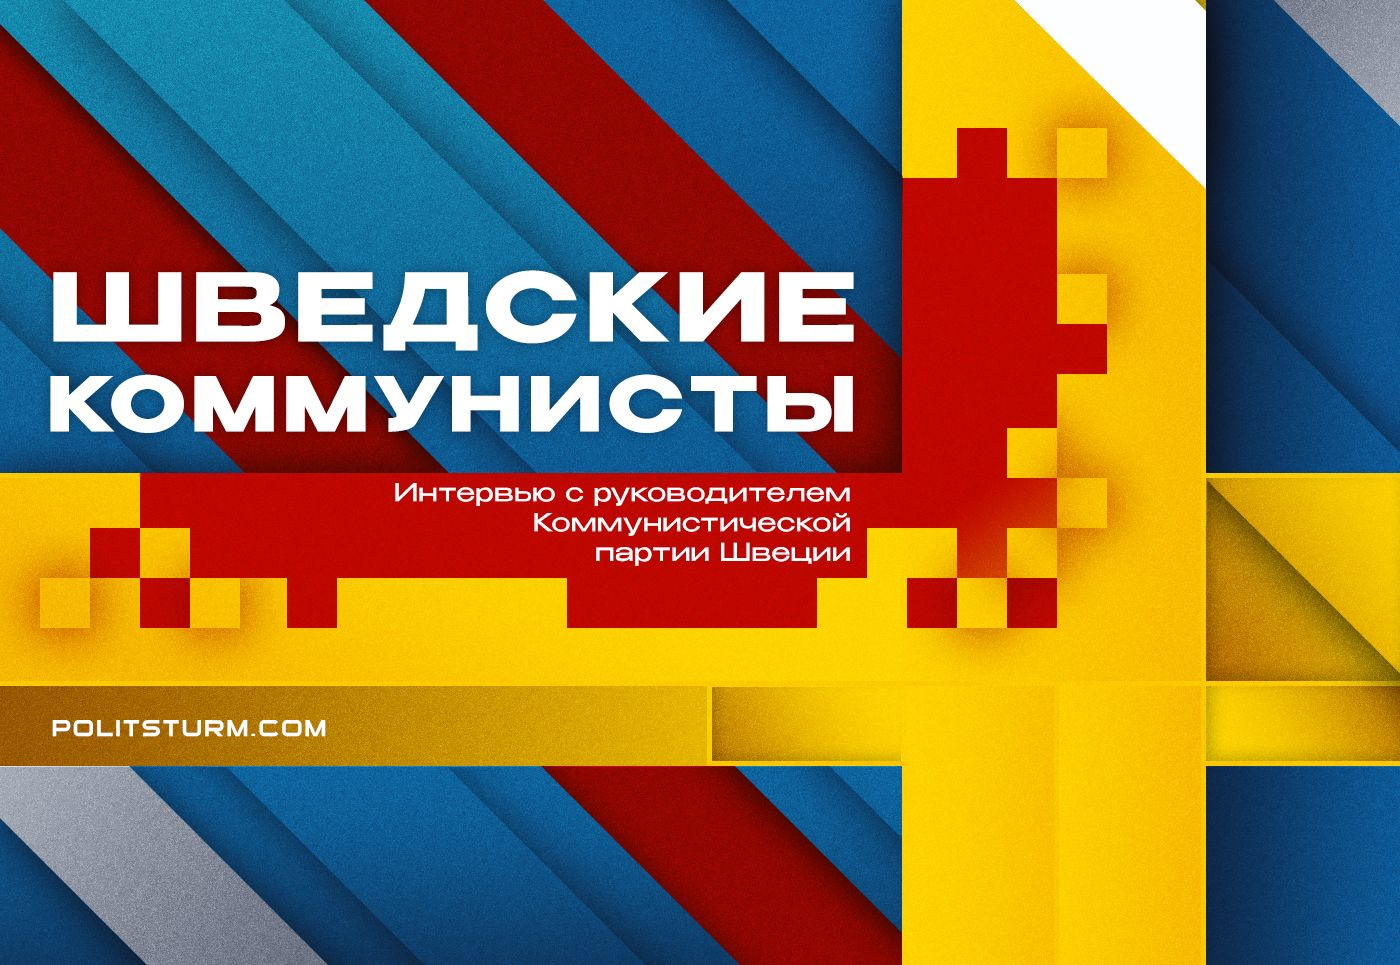 ШВЕДСКИЕ
КОММУНИСТЫ
Интервью с руководителем
Коммунистической
партии Швеции
POLITSTURM.COM